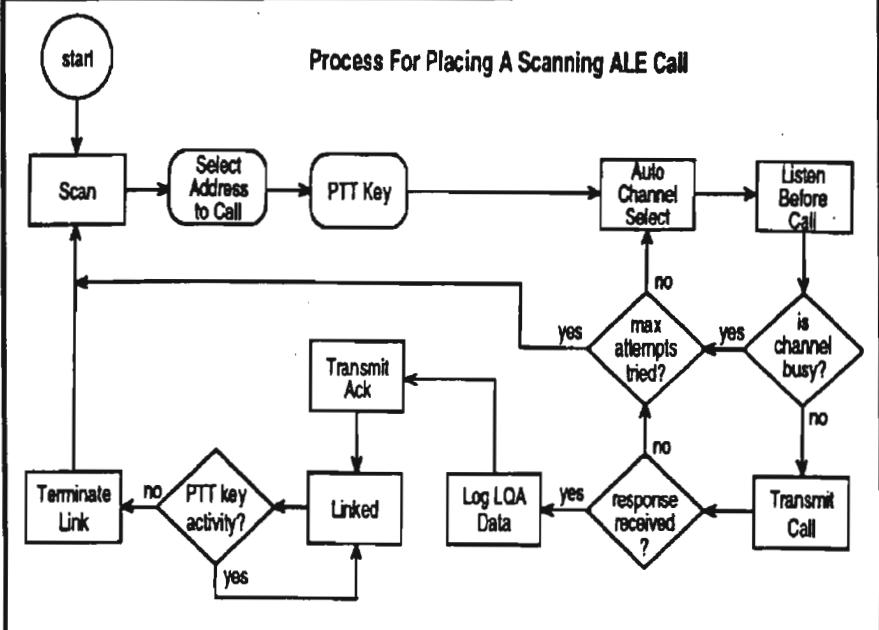 start
Process For Placing A Scanning ALE Call
Scan
Select
Address
to Call
PTT Key
Auto
Channel
Select
Listen
Before
Call
no
yes
max
attempts
tried?
yes
is
channel
busy?
no
Transmit
Ack
no
Terminate
Link
no
PTT key
activity?
Linked
Log LQA
Data
yes
response
received
?
Transmit
Call
yes